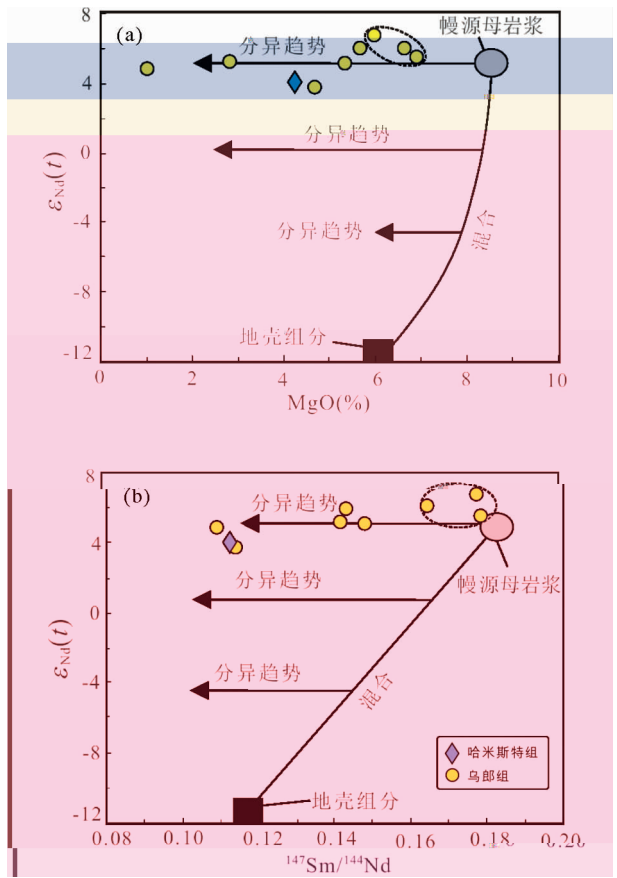 (a)
幔源母岩浆
分异趋势
分异趋势
分异趋势
混合
地壳组分
εNd(t)
8
4
0
-4
-8
-12
0
2
4
6
8
10
MgO(%)
(b)
分异趋势
幔源母岩浆
分异趋势
分异趋势
混合
地壳组分
哈米斯特组
乌郎组
εNd(t)
8
4
0
-4
-8
-12
0.08
0.10
0.12
0.14
0.16
0.18
0.20
¹⁴⁷Sm/¹⁴⁴Nd